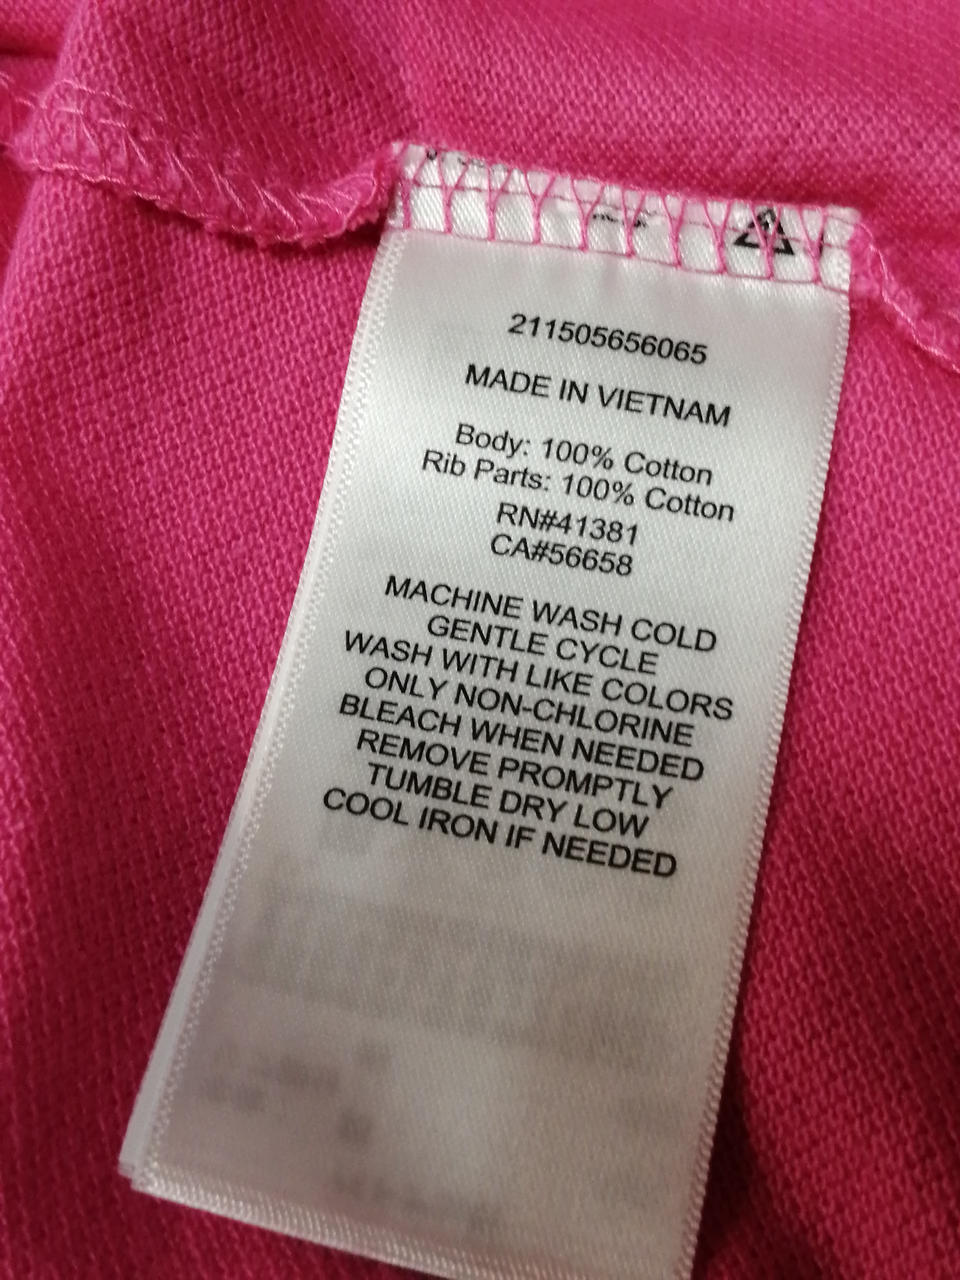 211505656065
MADE IN VIETNAM
Body: 100% Cotton
Rib Parts: 100% Cotton
RN#41381
CA#56658
MACHINE WASH COLD
GENTLE CYCLE
WASH WITH LIKE COLORS
ONLY NON-CHLORINE
BLEACH WHEN NEEDED
REMOVE PROMPTLY
TUMBLE DRY LOW
COOL IRON IF NEEDED